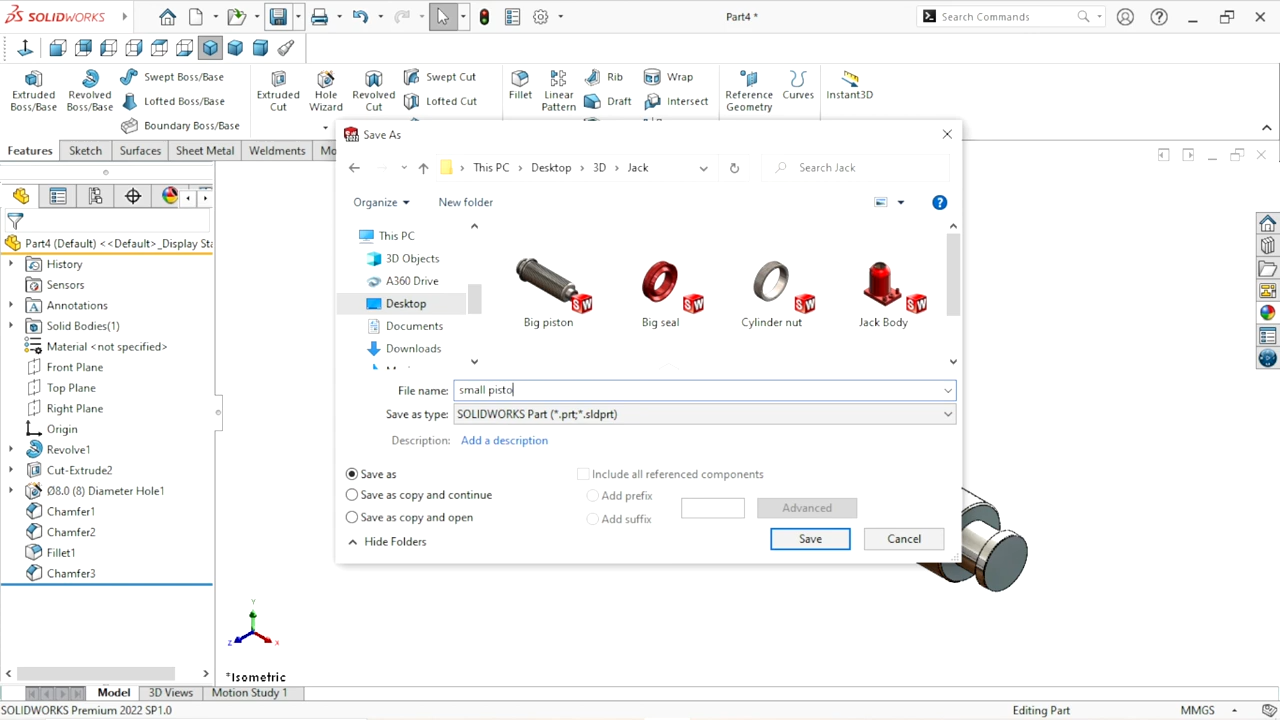 SOLIDWORKS
Part4 *
Search Commands
Extruded Boss/Base
Revolved Boss/Base
Swept Boss/Base
Lofted Boss/Base
Boundary Boss/Base
Extruded Cut
Hole Wizard
Revolved Cut
Swept Cut
Lofted Cut
Fillet
Linear Pattern
Rib
Draft
Wrap
Intersect
Reference Geometry
Curves
Instant3D
Features
Sketch
Surfaces
Sheet Metal
Weldments
Mo
Save As
This PC > Desktop > 3D > Jack
Search Jack
Organize
New folder
This PC
3D Objects
A360 Drive
Desktop
Documents
Downloads
Big piston
Big seal
Cylinder nut
Jack Body
File name: small pisto
Save as type: SOLIDWORKS Part (*.prt;*.sldprt)
Description: Add a description
Save as
Save as copy and continue
Save as copy and open
Include all referenced components
Add prefix
Add suffix
Advanced
Hide Folders
Save
Cancel
Part4 (Default) <<Default>_Display Sta
History
Sensors
Annotations
Solid Bodies(1)
Material <not specified>
Front Plane
Top Plane
Right Plane
Origin
Revolve1
Cut-Extrude2
Ø8.0 (8) Diameter Hole1
Chamfer1
Chamfer2
Fillet1
Chamfer3
Y
Z
X
*Isometric
Model
3D Views
Motion Study 1
SOLIDWORKS Premium 2022 SP1.0
Editing Part
MMGS